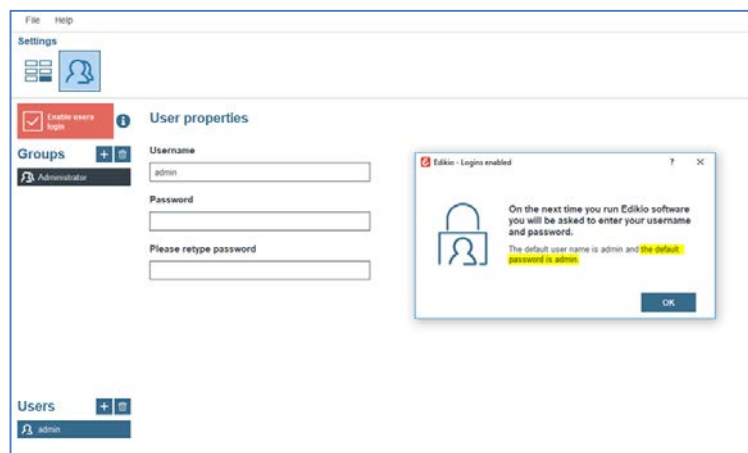 File Help
Settings
Enable users
login
Groups
Administrator
User properties
Username
admin
Password
Please retype password
Edikio - Logins enabled
On the next time you run Edikio software
you will be asked to enter your username
and password.
The default user name is admin and the default
password is admin.
OK
Users
admin